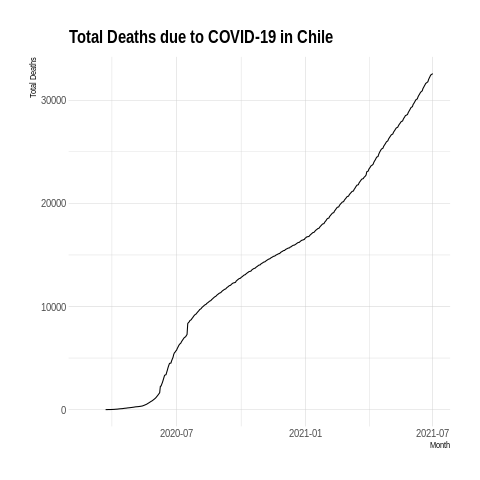 Total Deaths due to COVID-19 in Chile
Total Deaths
30000
20000
10000
0
2020-07
2021-01
2021-07
Month